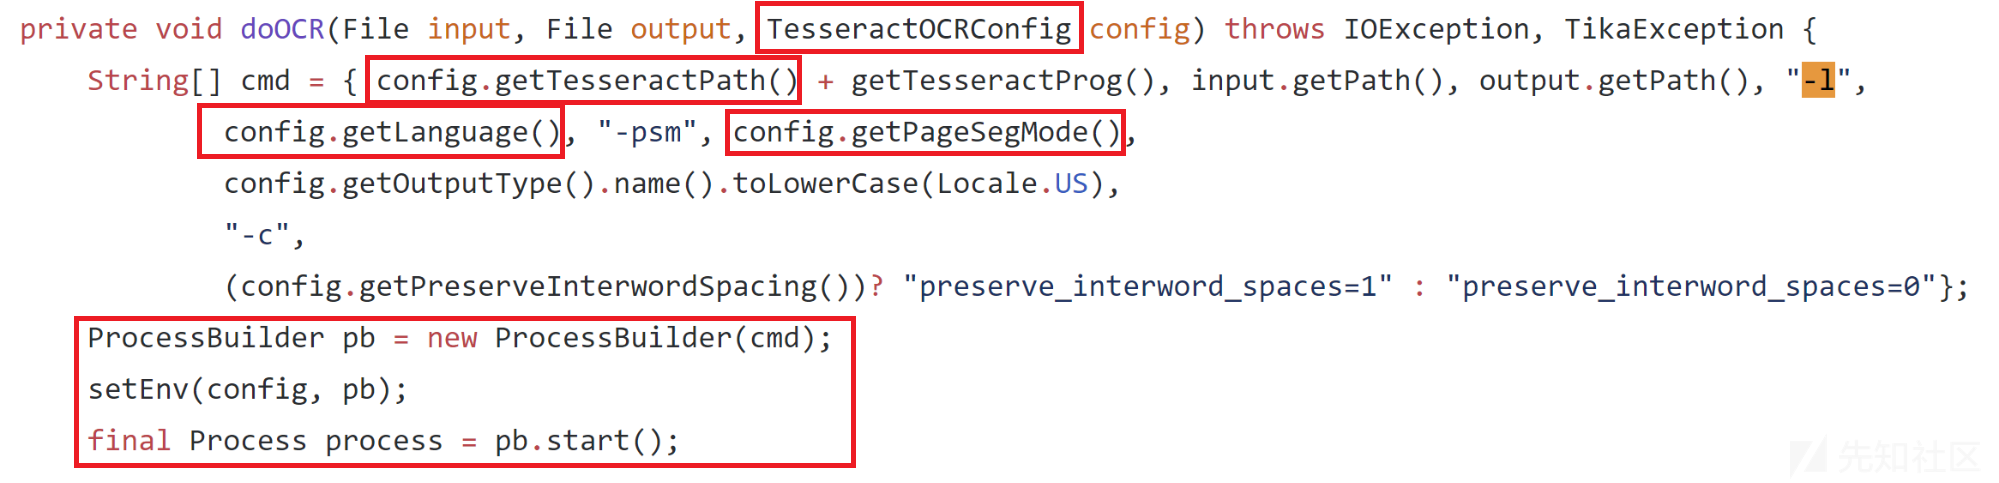 private void doOCR(File input, File output, TesseractOCRConfig config) throws IOException, TikaException {
String[] cmd = { config.getTesseractPath() + getTesseractProg(), input.getPath(), output.getPath(), "-l",
config.getLanguage(), "-psm", config.getPageSegMode(),
config.getOutputType().name().toLowerCase(Locale.US),
"-c",
(config.getPreserveInterwordSpacing())? "preserve_interword_spaces=1" : "preserve_interword_spaces=0"};
ProcessBuilder pb = new ProcessBuilder(cmd);
setEnv(config, pb);
final Process process = pb.start();
先知社区